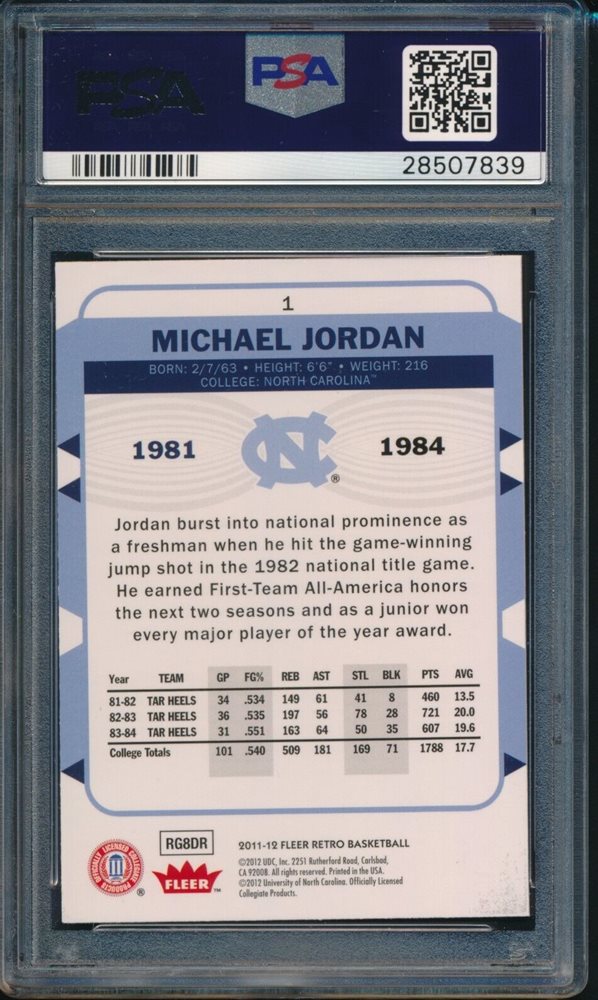 PSA
PSA
28507839
1
MICHAEL JORDAN
BORN: 2/7/63 • HEIGHT: 6'6" • WEIGHT: 216
COLLEGE: NORTH CAROLINA™
1981 NC® 1984
Jordan burst into national prominence as
a freshman when he hit the game-winning
jump shot in the 1982 national title game.
He earned First-Team All-America honors
the next two seasons and as a junior won
every major player of the year award.
Year TEAM GP FG% REB AST STL BLK PTS AVG
81-82 TAR HEELS 34 .534 149 61 41 8 460 13.5
82-83 TAR HEELS 36 .535 197 56 78 28 721 20.0
83-84 TAR HEELS 31 .551 163 64 50 35 607 19.6
College Totals 101 .540 509 181 169 71 1788 17.7
OFFICIALLY LICENSED COLLEGIATE PRODUCTS ®
RG8DR
FLEER™
2011-12 FLEER RETRO BASKETBALL
©2012 UDC, Inc. 2251 Rutherford Road, Carlsbad,
CA 92008. All rights reserved. Printed in the USA.
©2012 University of North Carolina. Officially Licensed
Collegiate Products.